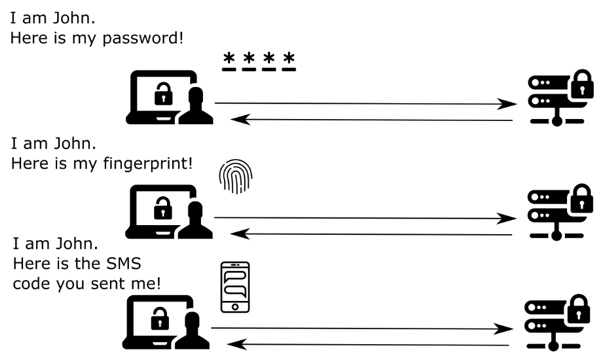 I am John.
Here is my password!
* * * *
I am John.
Here is my fingerprint!
I am John.
Here is the SMS
code you sent me!